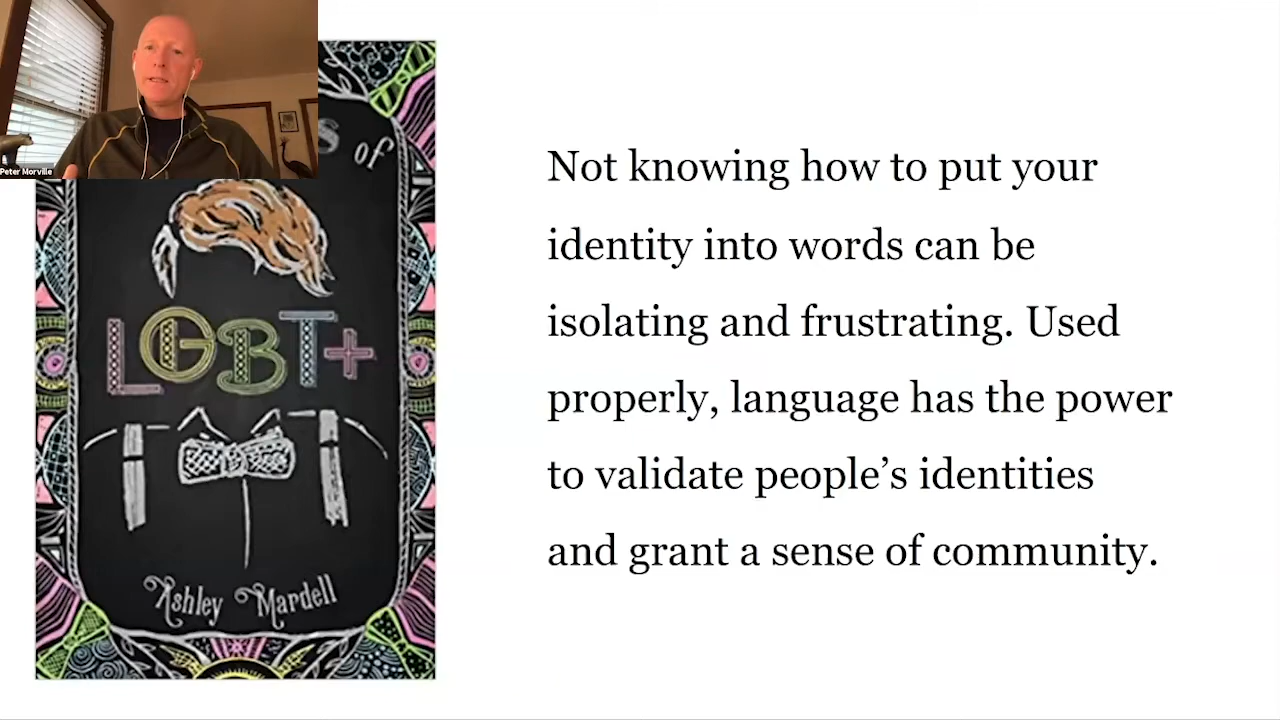 Peter Morville
of
LGBT+
Ashley Mardell
Not knowing how to put your
identity into words can be
isolating and frustrating. Used
properly, language has the power
to validate people’s identities
and grant a sense of community.